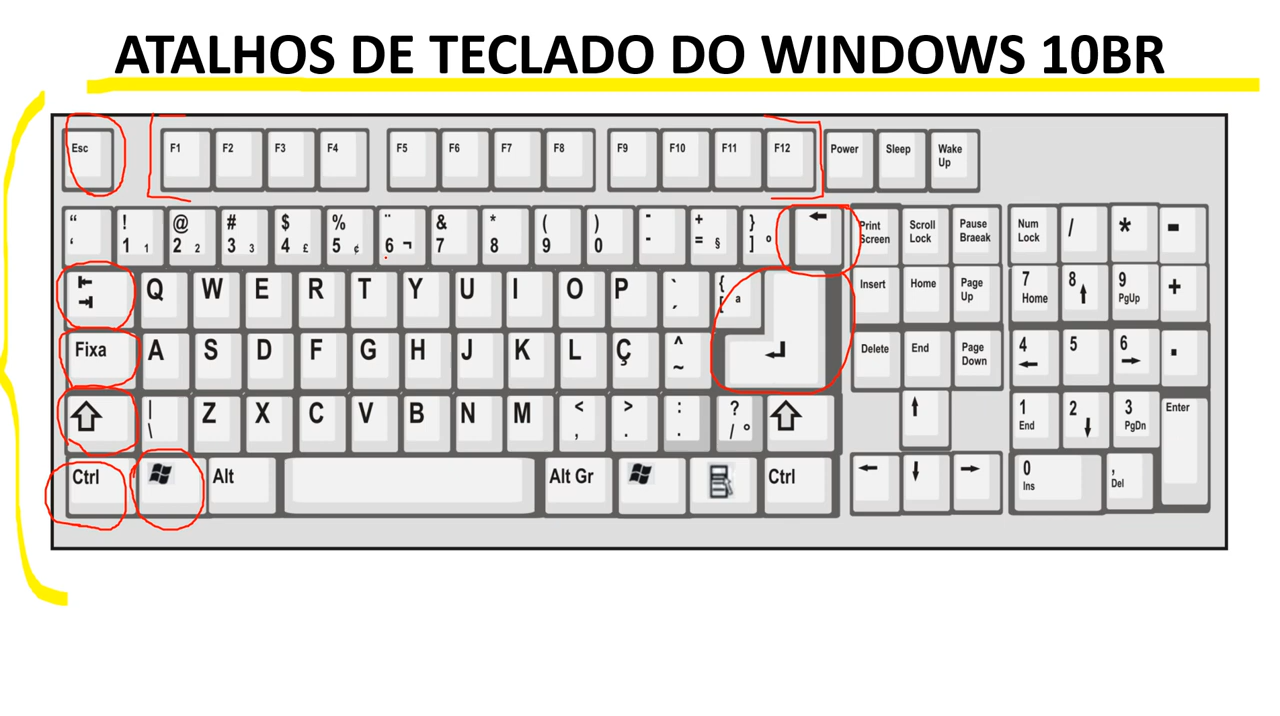 ATALHOS DE TECLADO DO WINDOWS 10BR
Esc F1 F2 F3 F4 F5 F6 F7 F8 F9 F10 F11 F12 Power Sleep Wake Up
“ ‘ ! 1 1 @ 2 2 # 3 3 $ 4 £ % 5 ¢ ¨ 6 ¬ & 7 * 8 ( 9 ) 0 - - + = § } ] º Print Screen Scroll Lock Pause Breaak Num Lock / * -
Q W E R T Y U I O P ` ´ { [ ª Insert Home Page Up 7 Home 8 9 PgUp +
Fixa A S D F G H J K L Ç ^ ~ Delete End Page Down 4 5 6 .
| \ Z X C V B N M < , > . : . ? / ° 1 End 2 3 PgDn Enter
Ctrl Alt Alt Gr Ctrl 0 Ins , Del